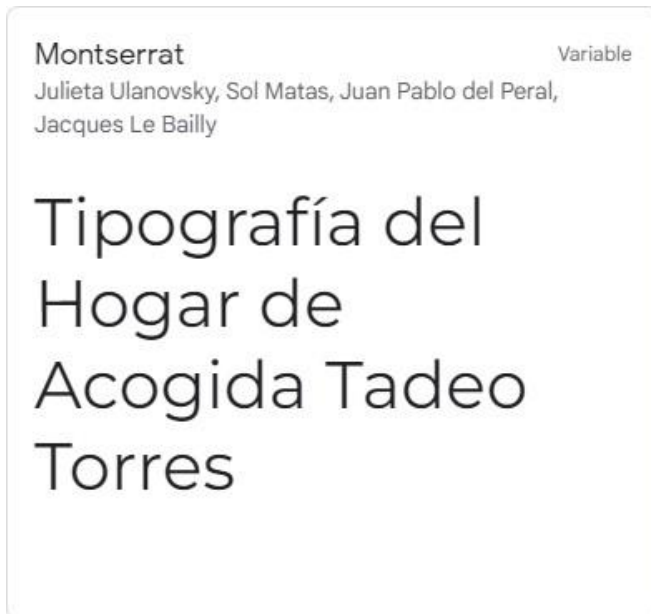 Montserrat
Variable
Julieta Ulanovsky, Sol Matas, Juan Pablo del Peral,
Jacques Le Bailly
Tipografía del
Hogar de
Acogida Tadeo
Torres